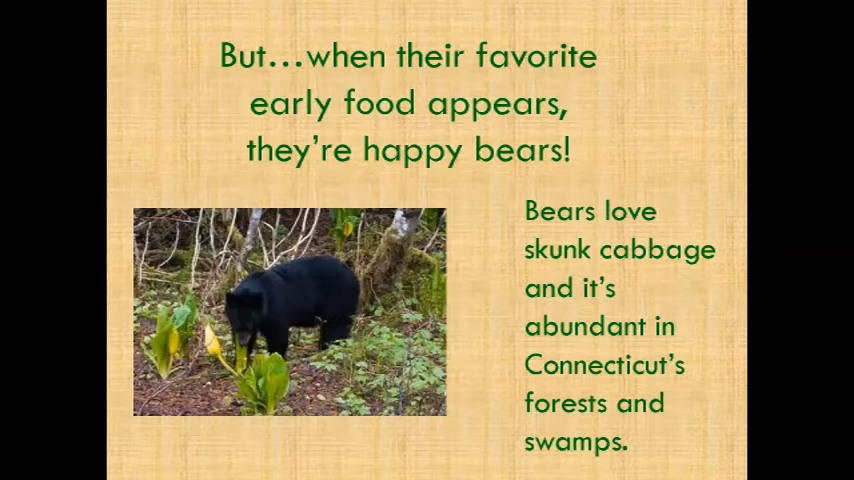 But...when their favorite
early food appears,
they're happy bears!
Bears love
skunk cabbage
and it's
abundant in
Connecticut's
forests and
swamps.